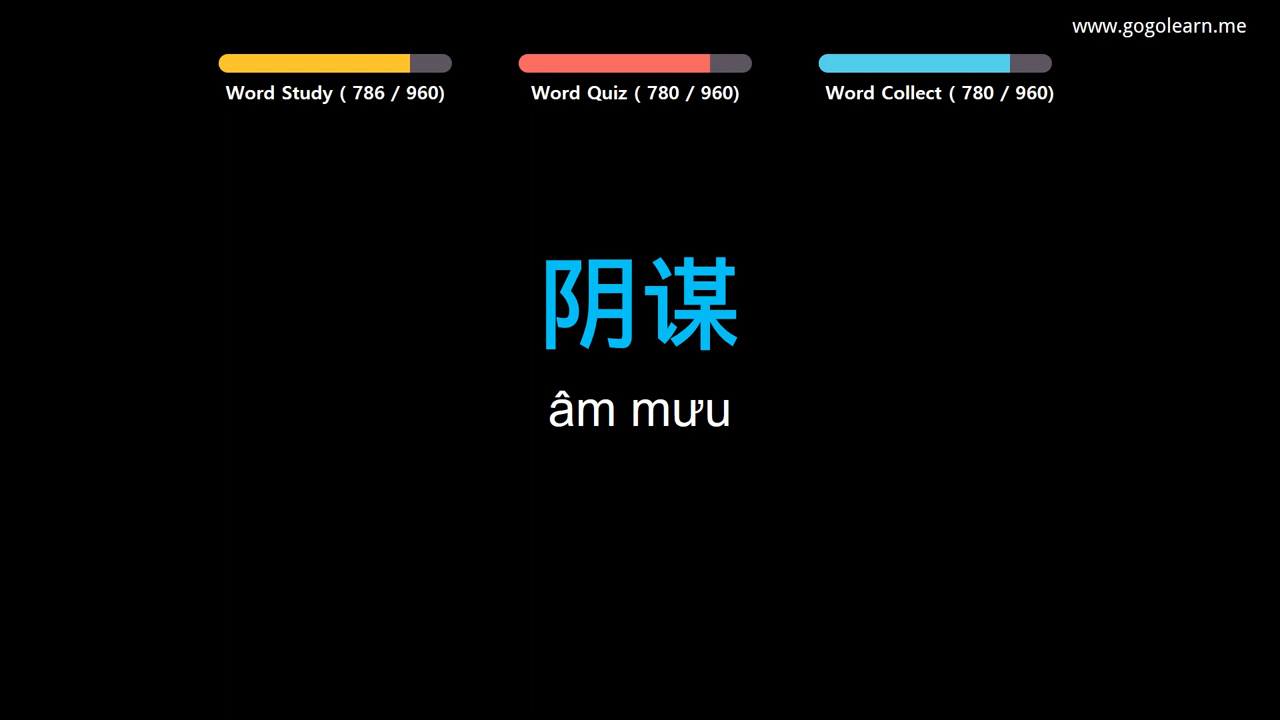 www.gogolearn.me
Word Study ( 786 / 960)
Word Quiz ( 780 / 960)
Word Collect ( 780 / 960)
阴谋
âm mưu